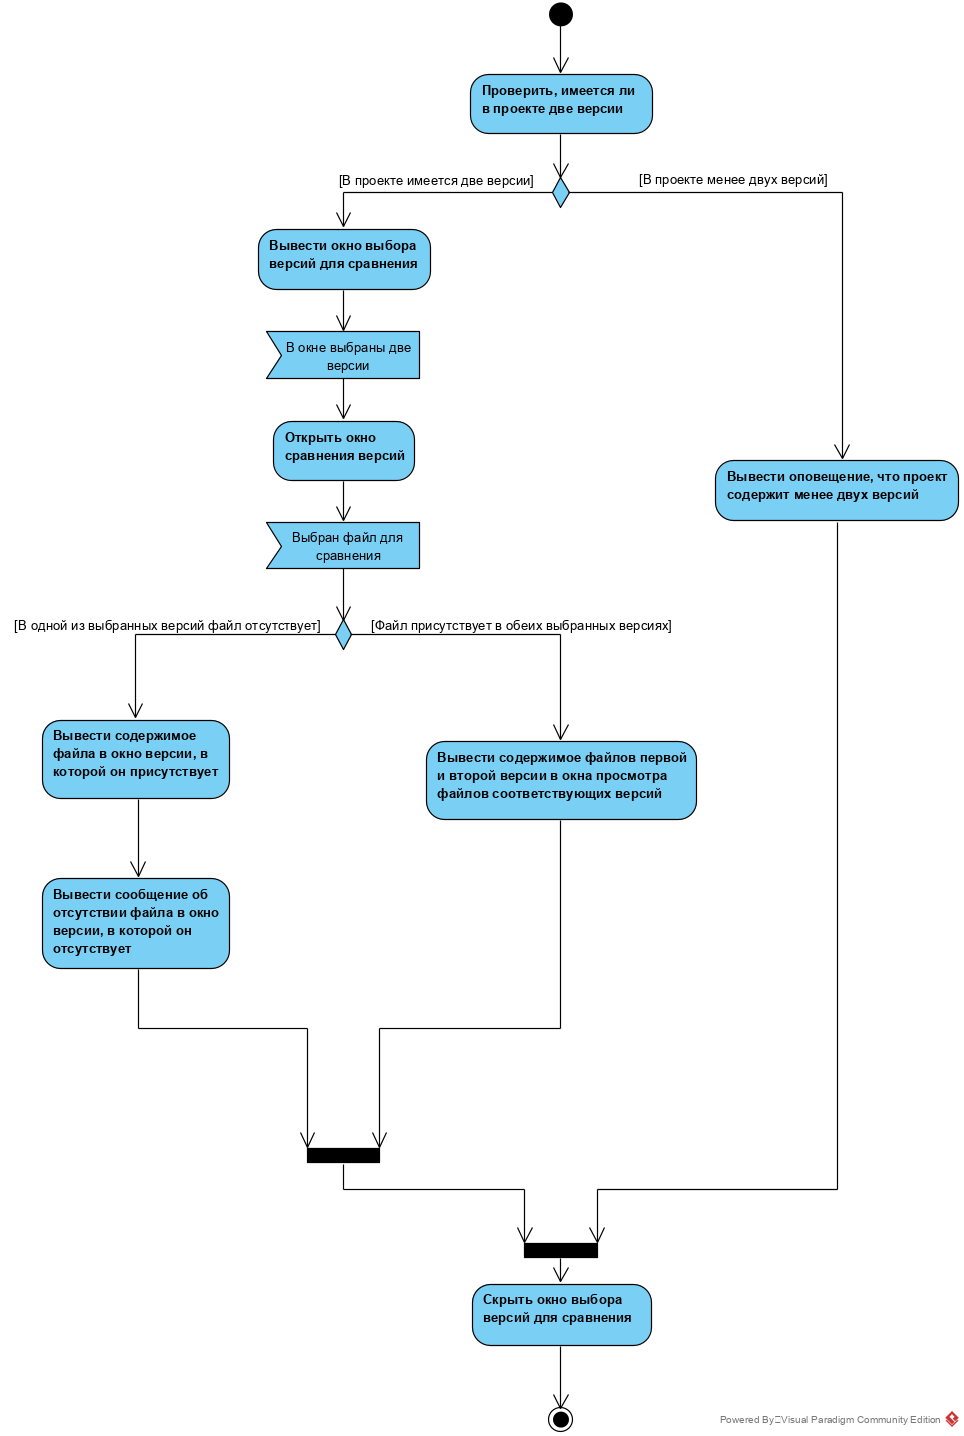 Проверить, имеется ли
в проекте две версии
[В проекте имеется две версии]
[В проекте менее двух версий]
Вывести окно выбора
версий для сравнения
В окне выбраны две
версии
Открыть окно
сравнения версий
Вывести оповещение, что проект
содержит менее двух версий
Выбран файл для
сравнения
[В одной из выбранных версий файл отсутствует]
[Файл присутствует в обеих выбранных версиях]
Вывести содержимое
файла в окно версии, в
которой он присутствует
Вывести содержимое файлов первой
и второй версии в окна просмотра
файлов соответствующих версий
Вывести сообщение об
отсутствии файла в окно
версии, в которой он
отсутствует
Скрыть окно выбора
версий для сравнения
Powered By Visual Paradigm Community Edition